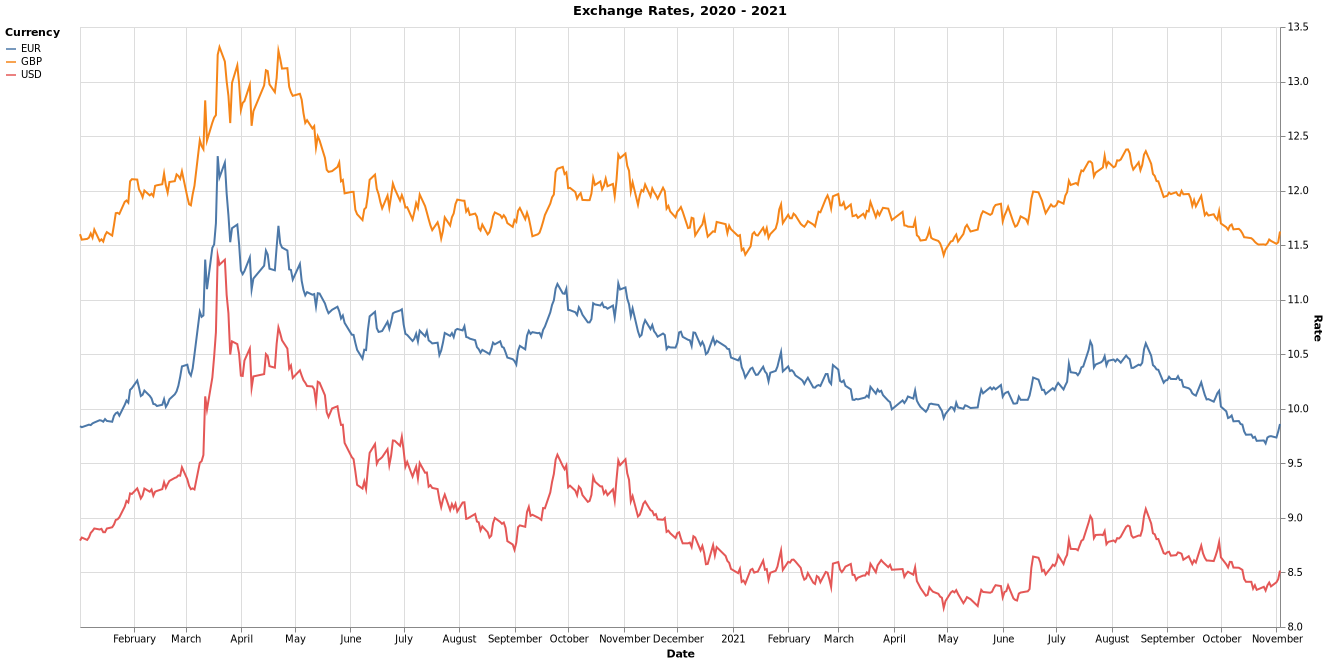 Exchange Rates, 2020 - 2021
Currency
EUR
GBP
USD
13.5
13.0
12.5
12.0
11.5
11.0
10.5
10.0
9.5
9.0
8.5
8.0
Rate
February March April May June July August September October November December 2021 February March April May June July August September October November
Date